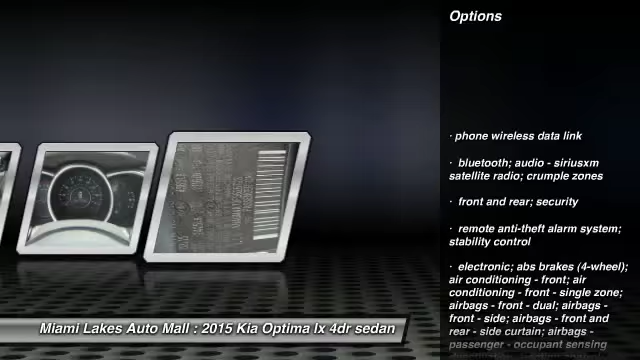 Options
· phone wireless data link
· bluetooth; audio - siriusxm
satellite radio; crumple zones
· front and rear; security
· remote anti-theft alarm system;
stability control
· electronic; abs brakes (4-wheel);
air conditioning - front; air
conditioning - front - single zone;
airbags - front - dual; airbags -
front - side; airbags - front and
rear - side curtain; airbags -
passenger - occupant sensing
Miami Lakes Auto Mall : 2015 Kia Optima lx 4dr sedan